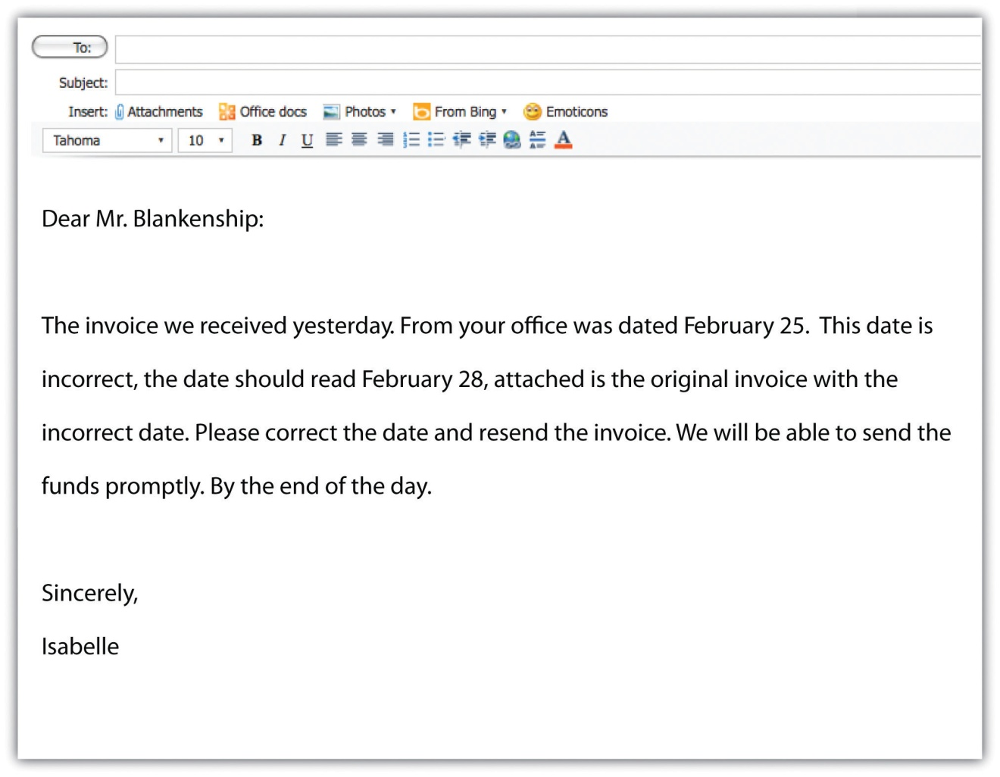 To:
Subject:
Insert: Attachments Office docs Photos From Bing Emoticons
Tahoma 10 B I U A
Dear Mr. Blankenship:
The invoice we received yesterday. From your office was dated February 25. This date is
incorrect, the date should read February 28, attached is the original invoice with the
incorrect date. Please correct the date and resend the invoice. We will be able to send the
funds promptly. By the end of the day.
Sincerely,
Isabelle